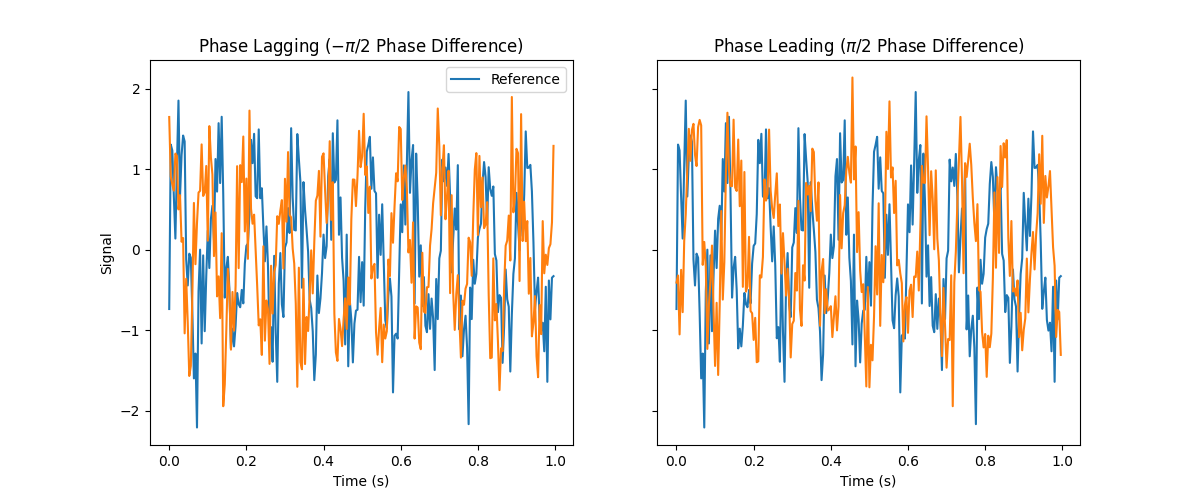 Phase Lagging (−π/2 Phase Difference)
Reference
2
1
0
−1
−2
Signal
0.0 0.2 0.4 0.6 0.8 1.0
Time (s)
Phase Leading (π/2 Phase Difference)
0.0 0.2 0.4 0.6 0.8 1.0
Time (s)